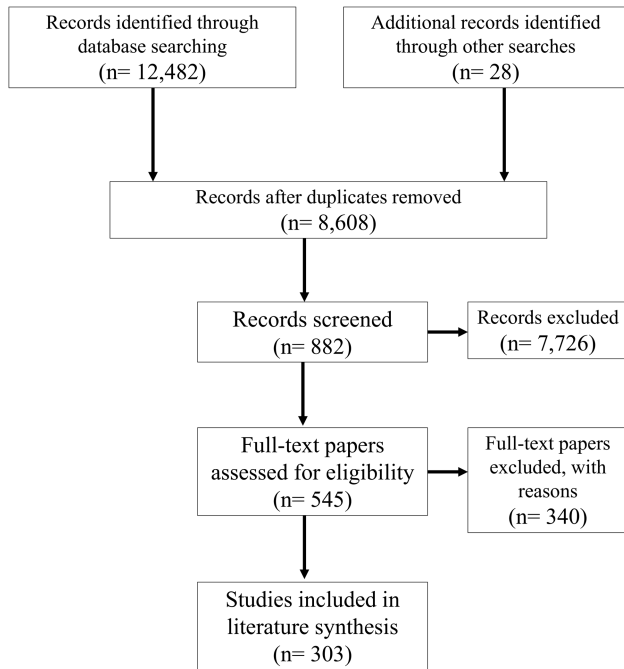 Records identified through
database searching
(n= 12,482)
Additional records identified
through other searches
(n= 28)
Records after duplicates removed
(n= 8,608)
Records screened
(n= 882)
Records excluded
(n= 7,726)
Full-text papers
assessed for eligibility
(n= 545)
Full-text papers
excluded, with
reasons
(n= 340)
Studies included in
literature synthesis
(n= 303)